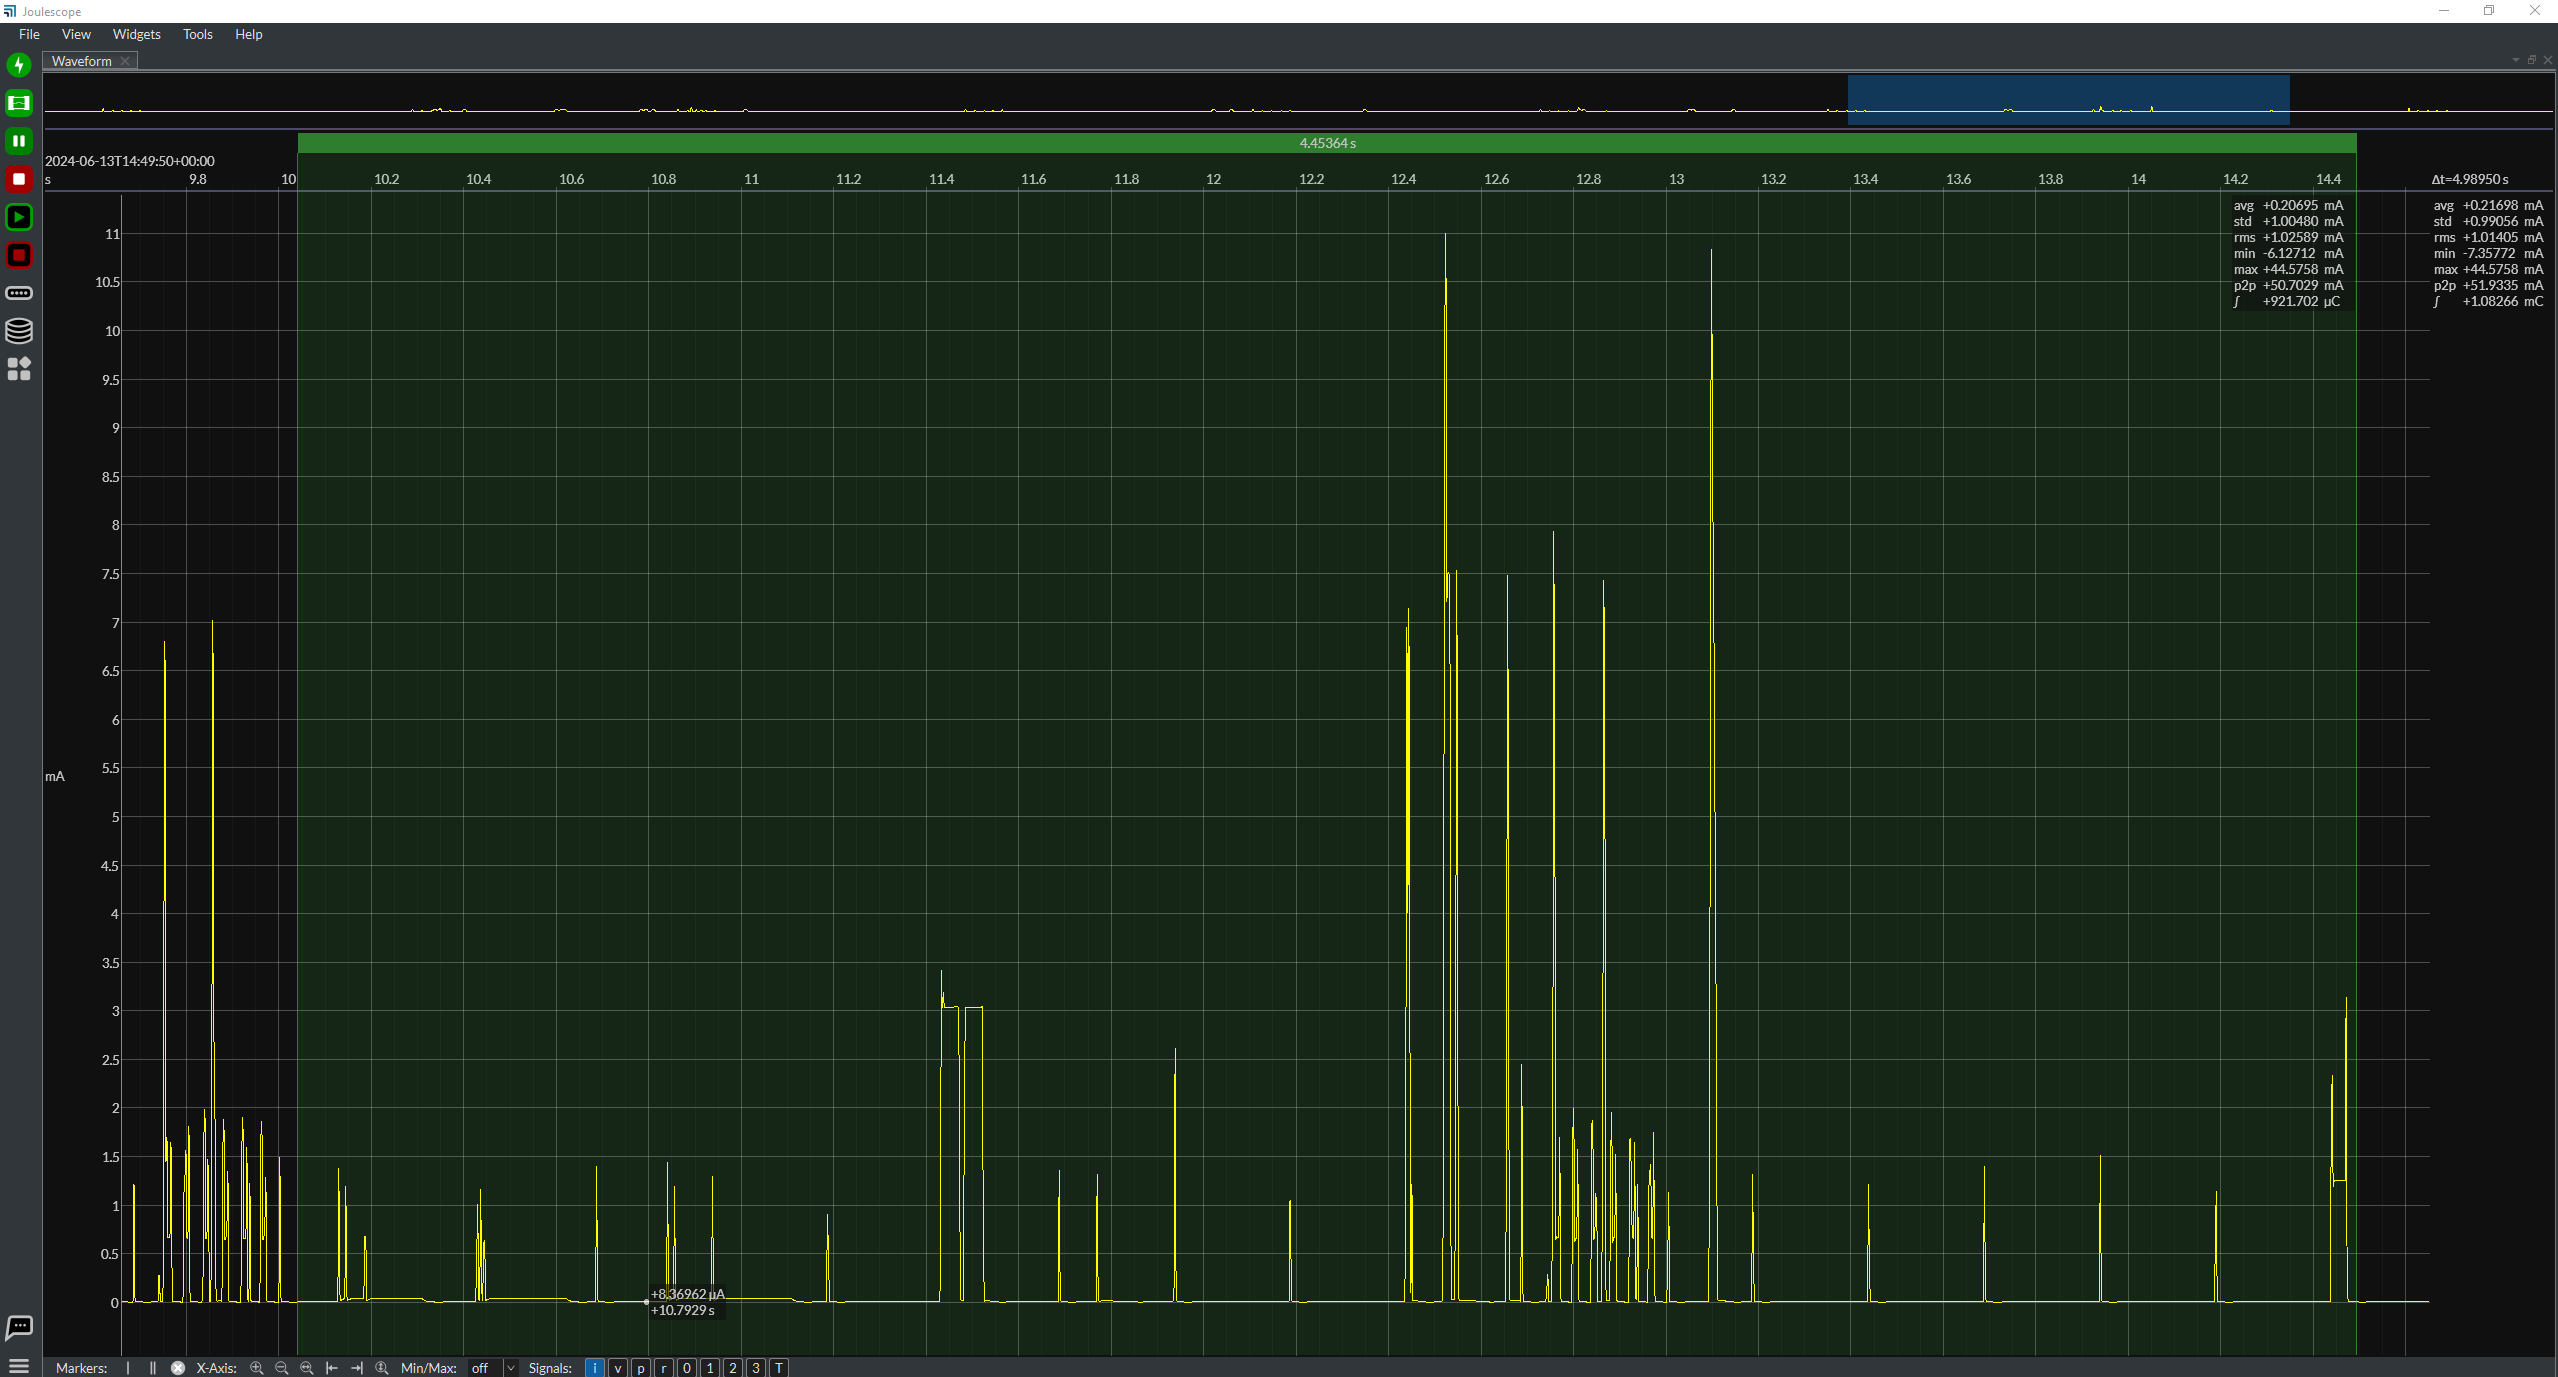 Joulescope
File View Widgets Tools Help
Waveform
4.45364 s
2024-06-13T14:49:50+00:00
s 9.8 10 10.2 10.4 10.6 10.8 11 11.2 11.4 11.6 11.8 12 12.2 12.4 12.6 12.8 13 13.2 13.4 13.6 13.8 14 14.2 14.4 Δt=4.98950 s
avg +0.20695 mA
std +1.00480 mA
rms +1.02589 mA
min -6.12712 mA
max +44.5758 mA
p2p +50.7029 mA
∫ +921.702 µC
avg +0.21698 mA
std +0.99056 mA
rms +1.01405 mA
min -7.35772 mA
max +44.5758 mA
p2p +51.9335 mA
∫ +1.08266 mC
11
10.5
10
9.5
9
8.5
8
7.5
7
6.5
6
5.5
mA
5
4.5
4
3.5
3
2.5
2
1.5
1
0.5
0
+8.36962 µA
+10.7929 s
Markers: X-Axis: Min/Max: off Signals: i v p r 0 1 2 3 T